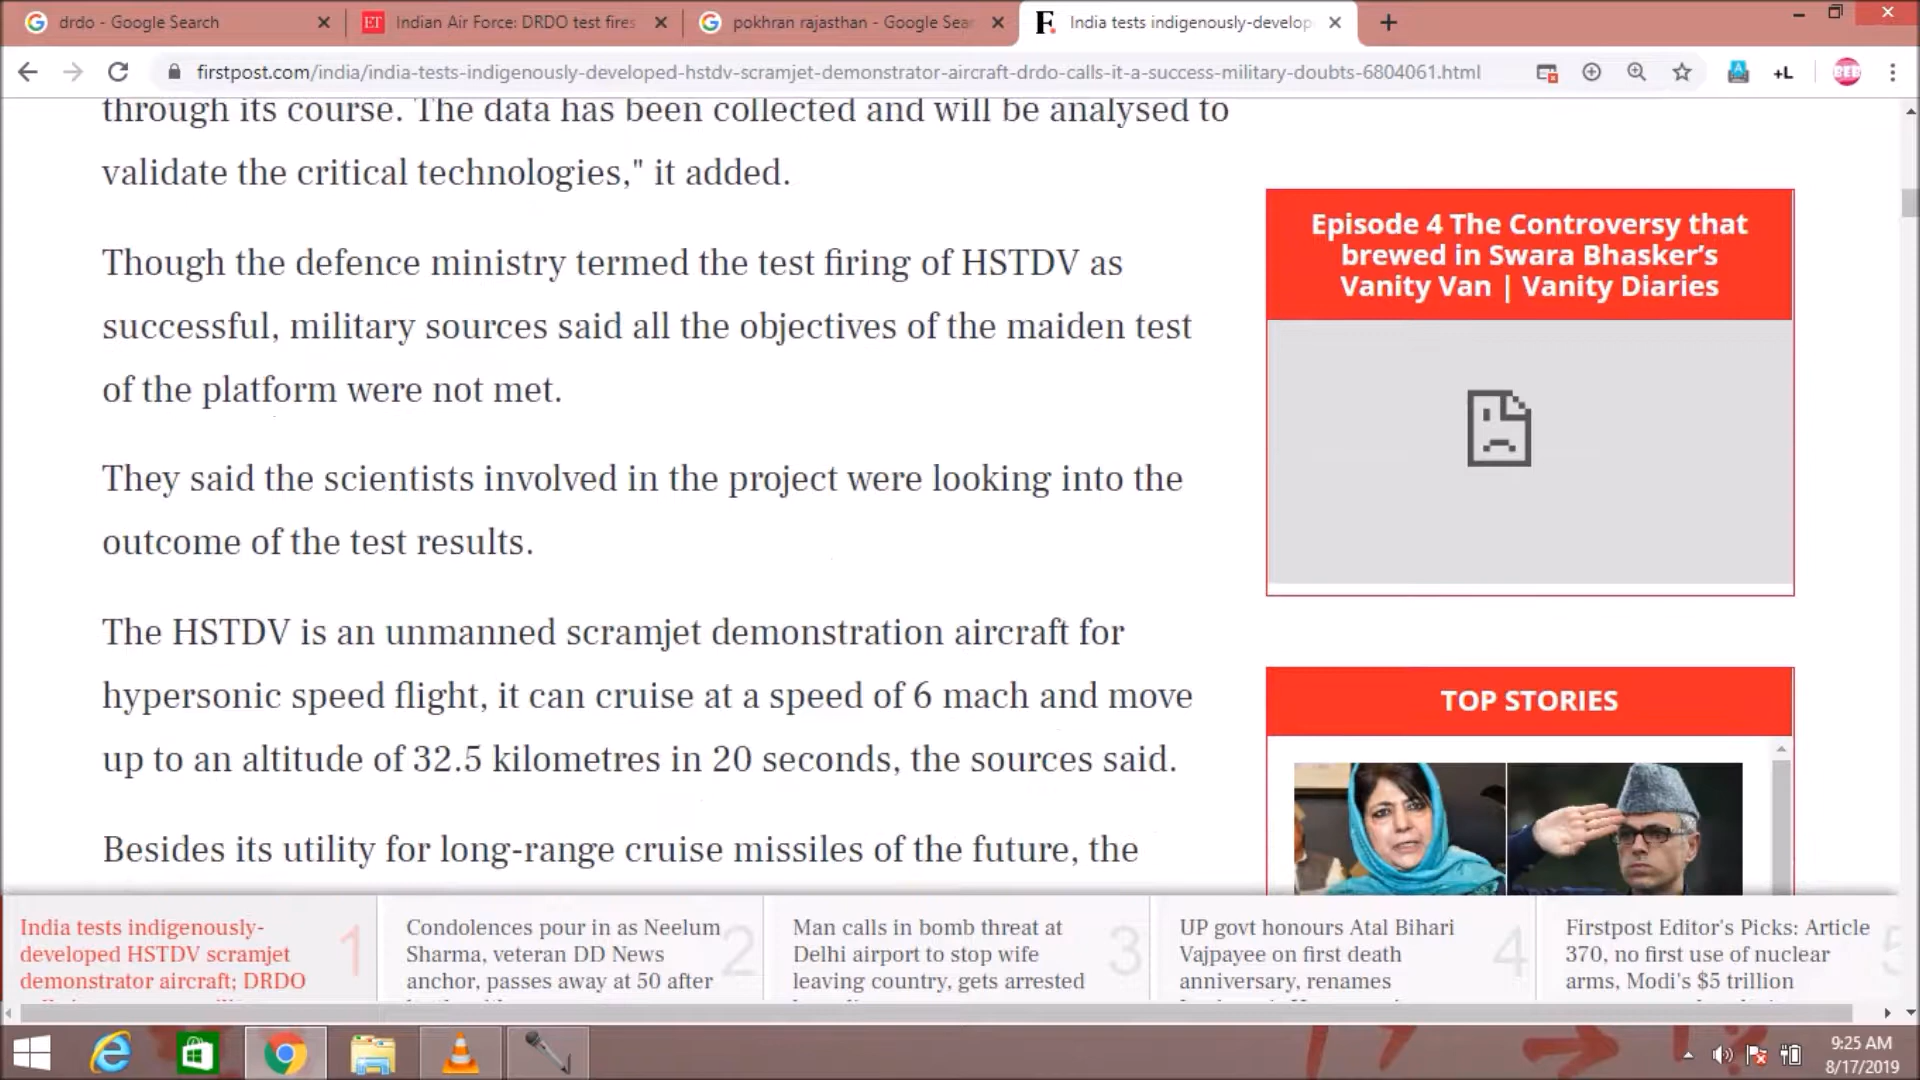 drdo - Google Search
ET
Indian Air Force: DRDO test fires
pokhran rajasthan - Google Sear
F.
India tests indigenously-develop
firstpost.com/india/india-tests-indigenously-developed-hstdv-scramjet-demonstrator-aircraft-drdo-calls-it-a-success-military-doubts-6804061.html
+L
through its course. The data has been collected and will be analysed to
validate the critical technologies," it added.
Though the defence ministry termed the test firing of HSTDV as
successful, military sources said all the objectives of the maiden test
of the platform were not met.
They said the scientists involved in the project were looking into the
outcome of the test results.
The HSTDV is an unmanned scramjet demonstration aircraft for
hypersonic speed flight, it can cruise at a speed of 6 mach and move
up to an altitude of 32.5 kilometres in 20 seconds, the sources said.
Besides its utility for long-range cruise missiles of the future, the
Episode 4 The Controversy that
brewed in Swara Bhasker's
Vanity Van | Vanity Diaries
TOP STORIES
India tests indigenously-
developed HSTDV scramjet
demonstrator aircraft; DRDO
1
Condolences pour in as Neelum
Sharma, veteran DD News
anchor, passes away at 50 after
2
Man calls in bomb threat at
Delhi airport to stop wife
leaving country, gets arrested
3
UP govt honours Atal Bihari
Vajpayee on first death
anniversary, renames
4
Firstpost Editor's Picks: Article
370, no first use of nuclear
arms, Modi's $5 trillion
5
9:25 AM
8/17/2019